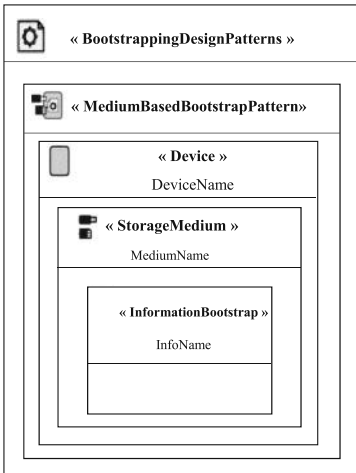 « BootstrappingDesignPatterns »
« MediumBasedBootstrapPattern»
« Device »
DeviceName
« StorageMedium »
MediumName
« InformationBootstrap »
InfoName